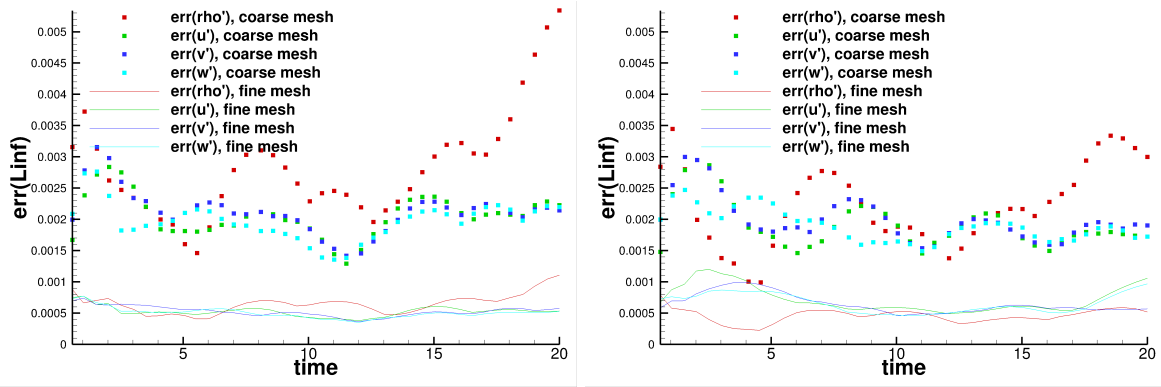 err(Linf)
0.005
0.0045
0.004
0.0035
0.003
0.0025
0.002
0.0015
0.001
0.0005
0
err(rho'), coarse mesh
err(u'), coarse mesh
err(v'), coarse mesh
err(w'), coarse mesh
err(rho'), fine mesh
err(u'), fine mesh
err(v'), fine mesh
err(w'), fine mesh
5 10 15 20
time
err(Linf)
0.005
0.0045
0.004
0.0035
0.003
0.0025
0.002
0.0015
0.001
0.0005
0
err(rho'), coarse mesh
err(u'), coarse mesh
err(v'), coarse mesh
err(w'), coarse mesh
err(rho'), fine mesh
err(u'), fine mesh
err(v'), fine mesh
err(w'), fine mesh
5 10 15 20
time